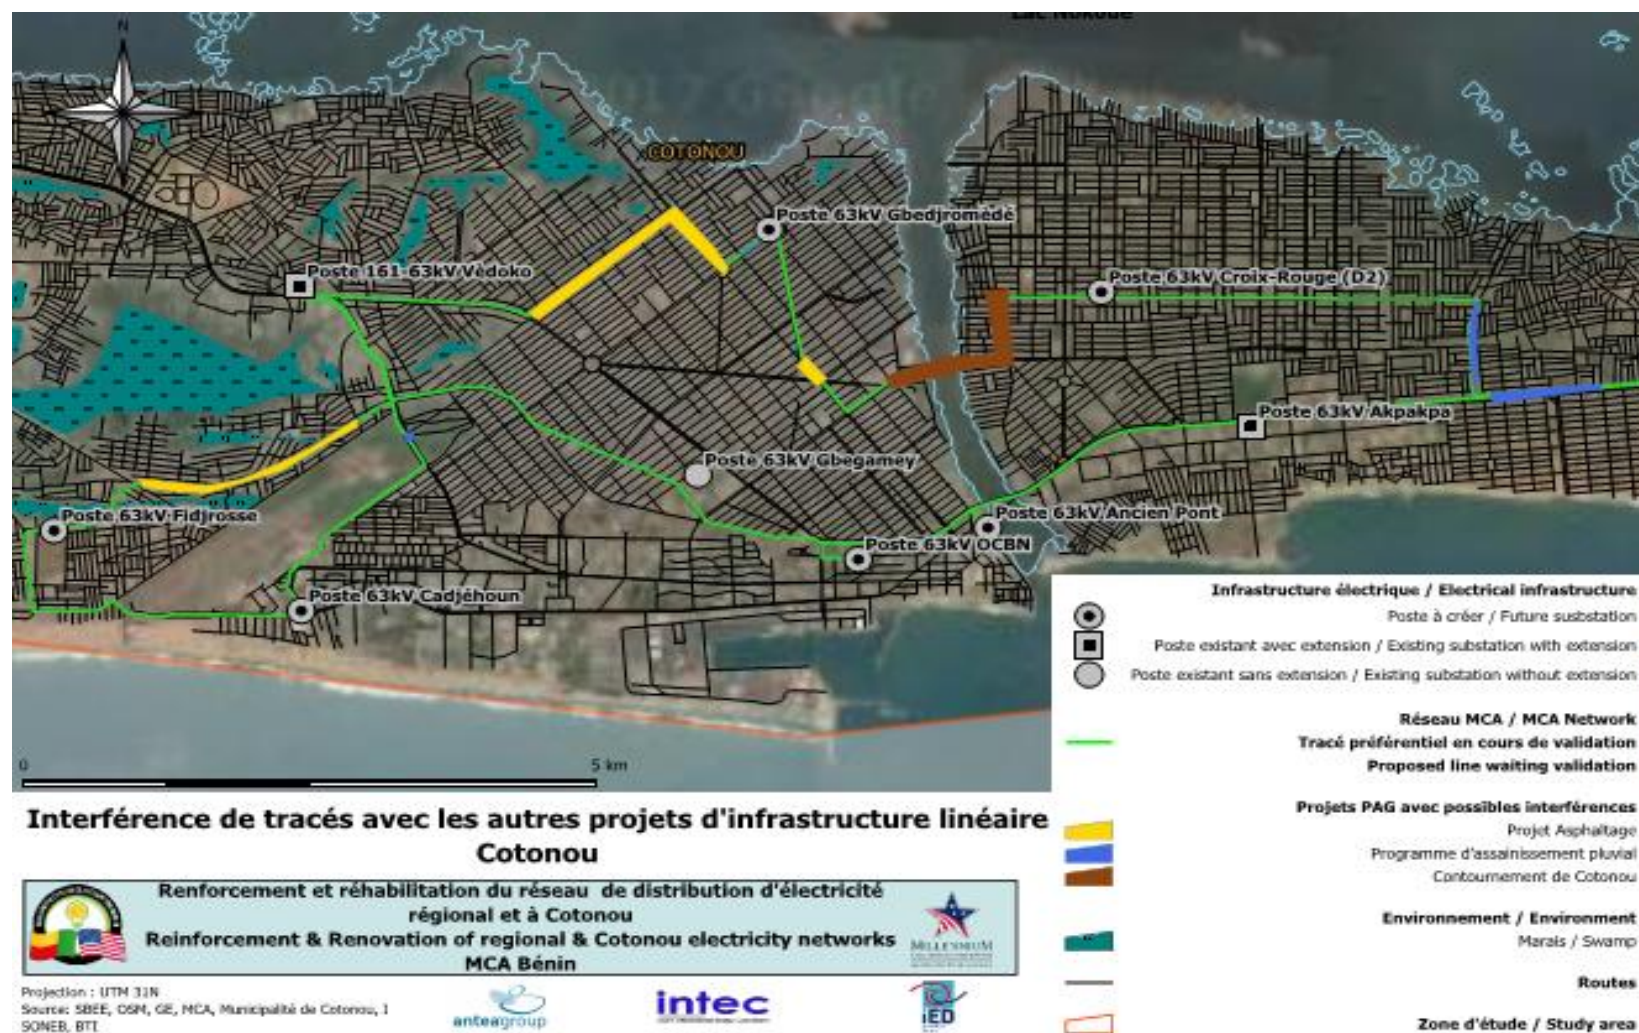 Lac Nokoué
N
COTONOU
Poste 63kV Gbedjromèdé
Poste 161-63kV Vèdoko
Poste 63kV Croix-Rouge (D2)
Poste 63kV Akpakpa
Poste 63kV Gbegamey
Poste 63kV Fidjrosse
Poste 63kV Ancien Pont
Poste 63kV OCBN
Poste 63kV Cadjéhoun
0
5 km
Infrastructure électrique / Electrical infrastructure
Poste à créer / Future susbstation
Poste existant avec extension / Existing substation with extension
Poste existant sans extension / Existing substation without extension
Réseau MCA / MCA Network
Tracé préférentiel en cours de validation
Proposed line waiting validation
Projets PAG avec possibles interférences
Projet Asphaltage
Programme d'assainissement pluvial
Contournement de Cotonou
Environnement / Environment
Marais / Swamp
Routes
Zone d'étude / Study area
Interférence de tracés avec les autres projets d'infrastructure linéaire
Cotonou
Renforcement et réhabilitation du réseau de distribution d'électricité
régional et à Cotonou
Reinforcement & Renovation of regional & Cotonou electricity networks
MCA Bénin
MILLENNIUM
Projection : UTM 31N
Source: SBEE, OSM, GE, MCA, Municipalité de Cotonou, I
SONEB, BTI
anteagroup
intec
iED